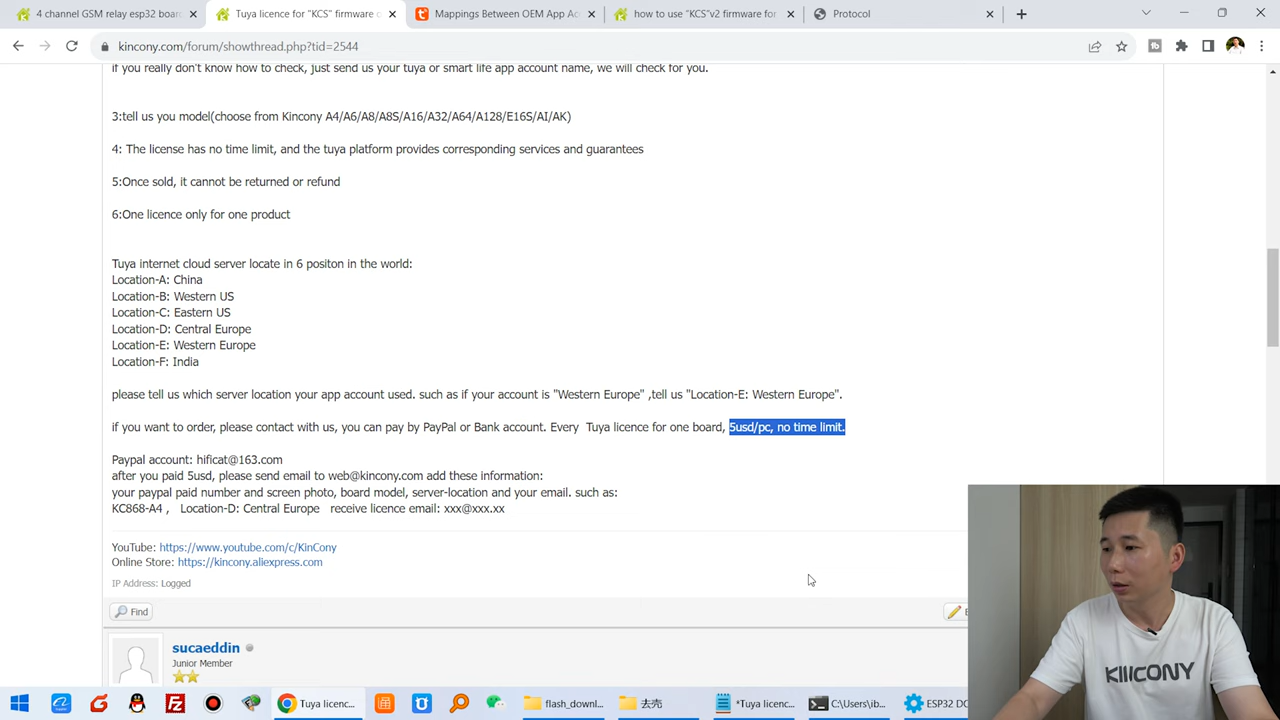 4 channel GSM relay esp32 board
Tuya licence for "KCS" firmware o
Mappings Between OEM App Ac
how to use "KCS"v2 firmware for
Protocol
kincony.com/forum/showthread.php?tid=2544
if you really don't know how to check, just send us your tuya or smart life app account name, we will check for you.
3:tell us you model(choose from Kincony A4/A6/A8/A8S/A16/A32/A64/A128/E16S/AI/AK)
4: The license has no time limit, and the tuya platform provides corresponding services and guarantees
5:Once sold, it cannot be returned or refund
6:One licence only for one product
Tuya internet cloud server locate in 6 positon in the world:
Location-A: China
Location-B: Western US
Location-C: Eastern US
Location-D: Central Europe
Location-E: Western Europe
Location-F: India
please tell us which server location your app account used. such as if your account is "Western Europe" ,tell us "Location-E: Western Europe".
if you want to order, please contact with us, you can pay by PayPal or Bank account. Every Tuya licence for one board, 5usd/pc, no time limit.
Paypal account: hificat@163.com
after you paid 5usd, please send email to web@kincony.com add these information:
your paypal paid number and screen photo, board model, server-location and your email. such as:
KC868-A4 , Location-D: Central Europe receive licence email: xxx@xxx.xx
YouTube: https://www.youtube.com/c/KinCony
Online Store: https://kincony.aliexpress.com
IP Address: Logged
Find
sucaeddin
Junior Member
KINCONY
Tuya licenc...
flash_downl...
去壳
*Tuya licenc...
C:\Users\ib...
ESP32 DO